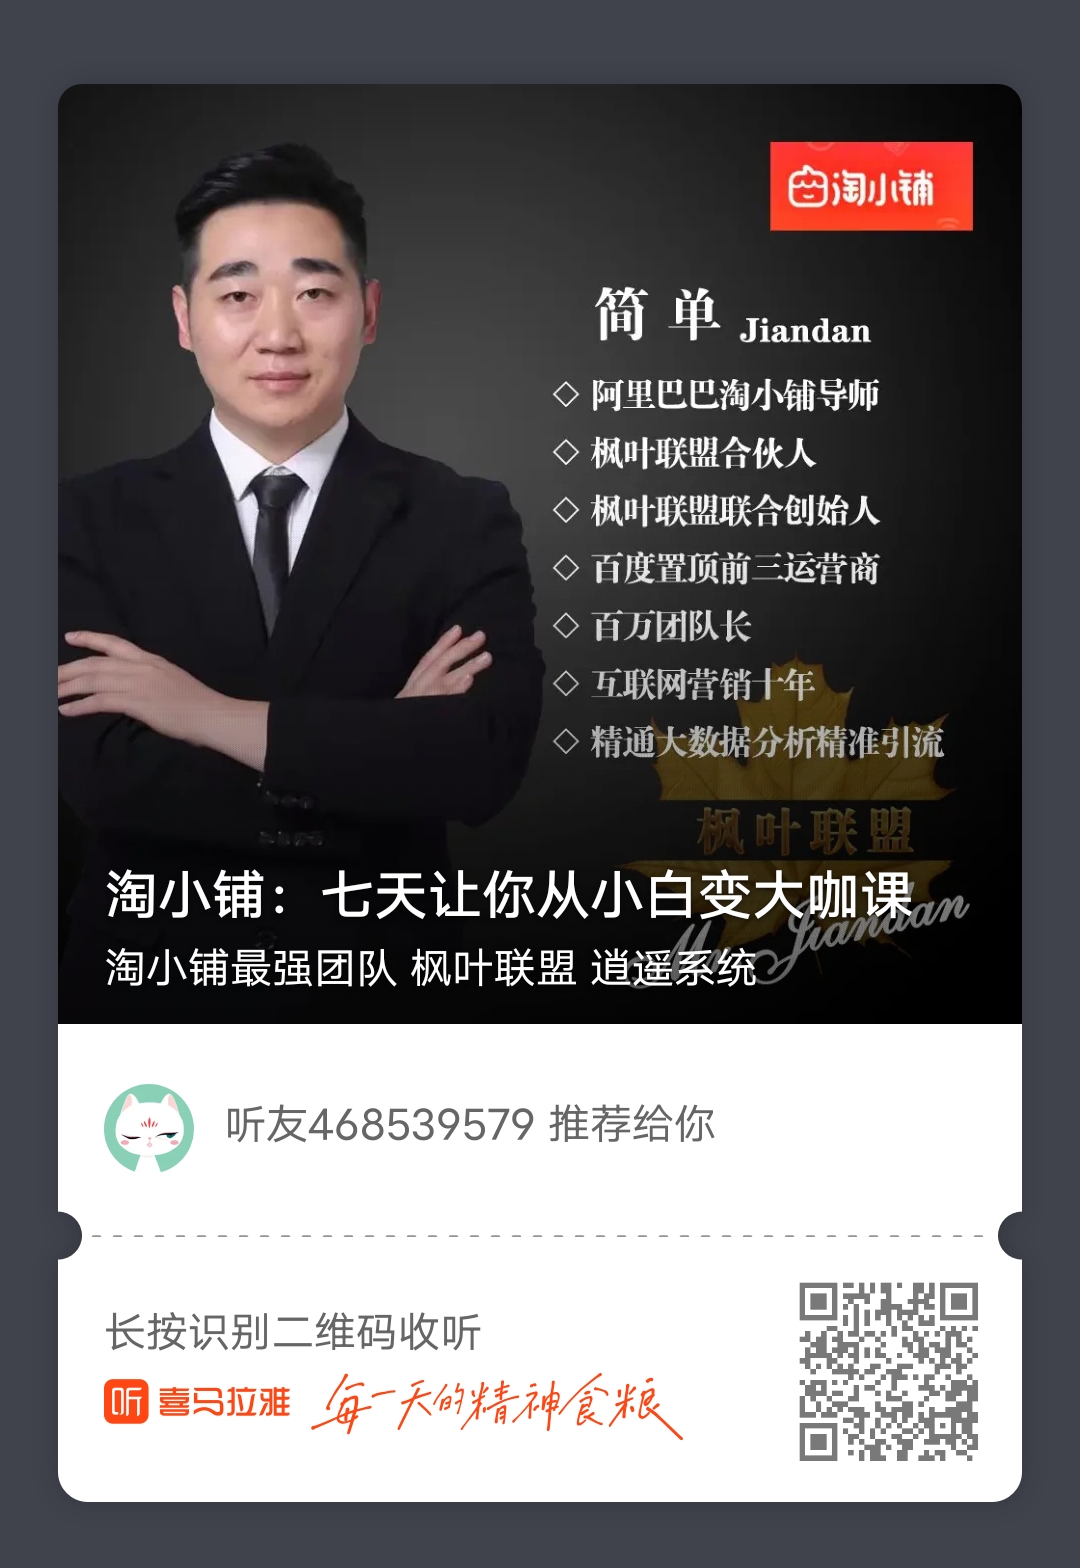 淘小铺
简单 Jiandan
◇ 阿里巴巴淘小铺导师
◇ 枫叶联盟合伙人
◇ 枫叶联盟联合创始人
◇ 百度置顶前三运营商
◇ 百万团队长
◇ 互联网营销十年
◇ 精通大数据分析精准引流
枫叶联盟
淘小铺：七天让你从小白变大咖课
Mr Jiandan
淘小铺最强团队 枫叶联盟 逍遥系统
听友468539579 推荐给你
长按识别二维码收听
听 喜马拉雅 每一天的精神食粮